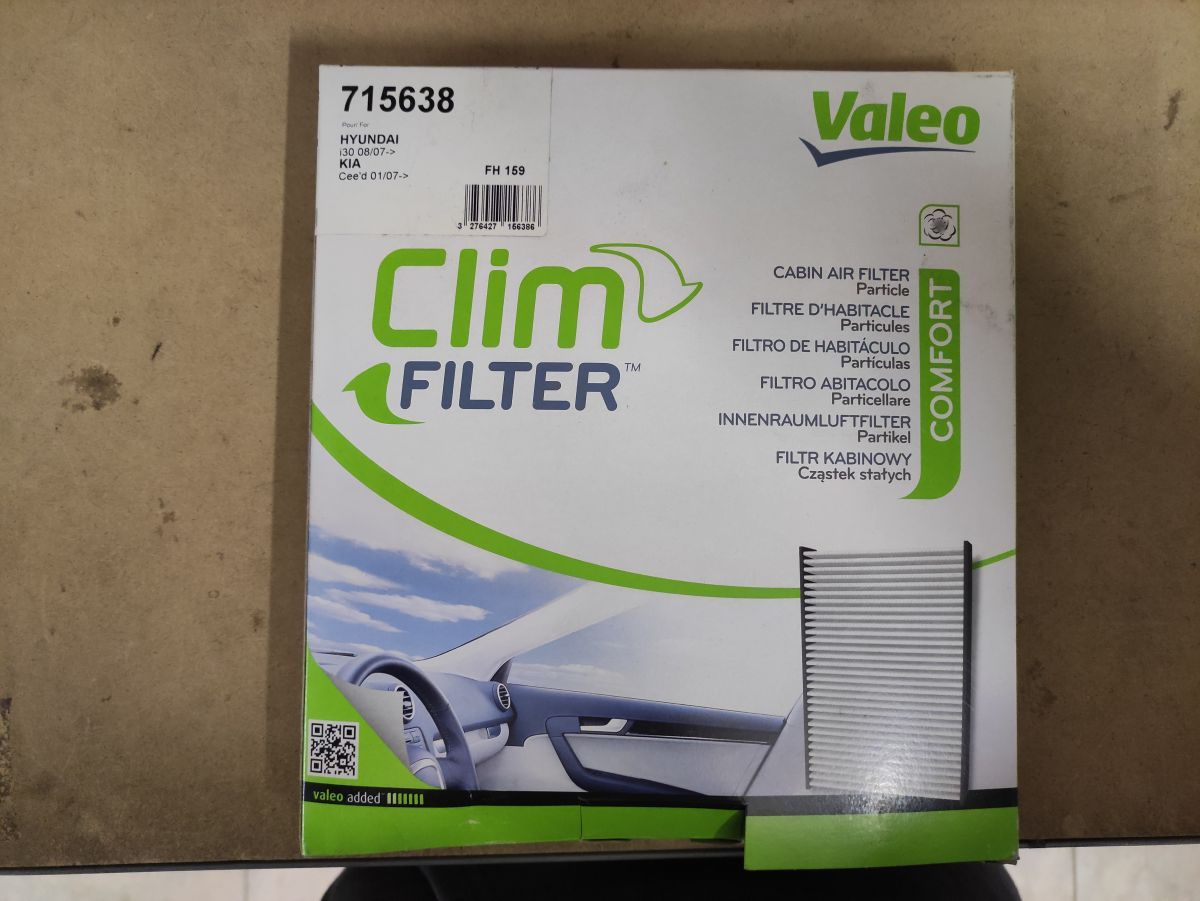 715638
Pour For
HYUNDAI
i30 08/07->
KIA
Cee'd 01/07->
FH 159
3 276427 156386
Valeo
Clim
FILTER™
CABIN AIR FILTER
Particle
FILTRE D'HABITACLE
Particules
FILTRO DE HABITÁCULO
Partículas
FILTRO ABITACOLO
Particellare
INNENRAUMLUFTFILTER
Partikel
FILTR KABINOWY
Cząstek stałych
COMFORT
valeo added